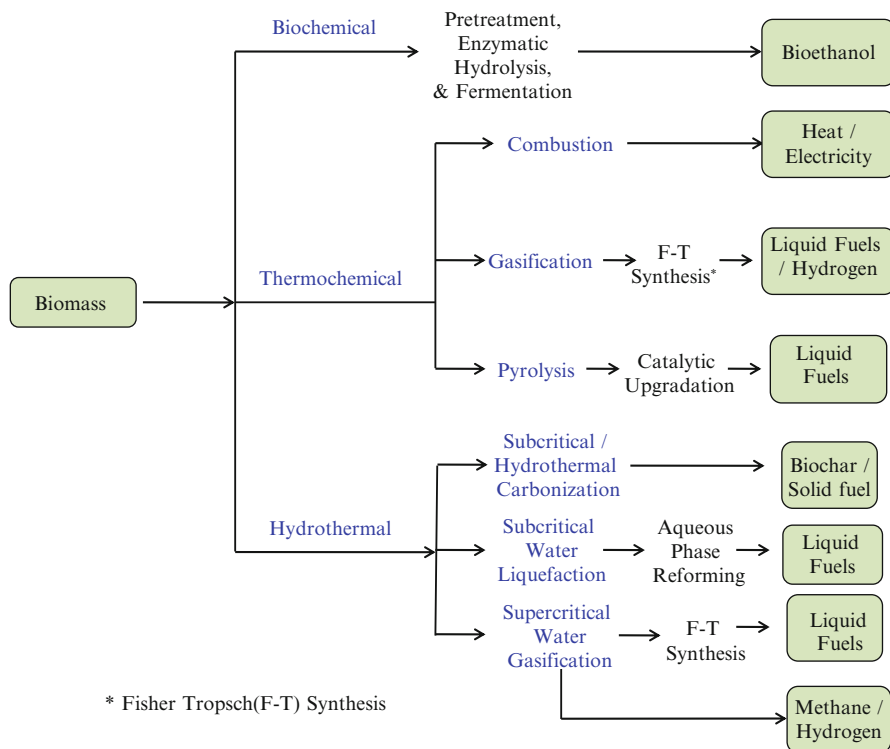 Biochemical
Pretreatment,
Enzymatic
Hydrolysis,
& Fermentation
Bioethanol
Combustion
Heat /
Electricity
Biomass
Thermochemical
Gasification
F-T
Synthesis*
Liquid Fuels
/ Hydrogen
Pyrolysis
Catalytic
Upgradation
Liquid
Fuels
Hydrothermal
Subcritical /
Hydrothermal
Carbonization
Biochar /
Solid fuel
Subcritical
Water
Liquefaction
Aqueous
Phase
Reforming
Liquid
Fuels
Supercritical
Water
Gasification
F-T
Synthesis
Liquid
Fuels
Methane /
Hydrogen
* Fisher Tropsch(F-T) Synthesis